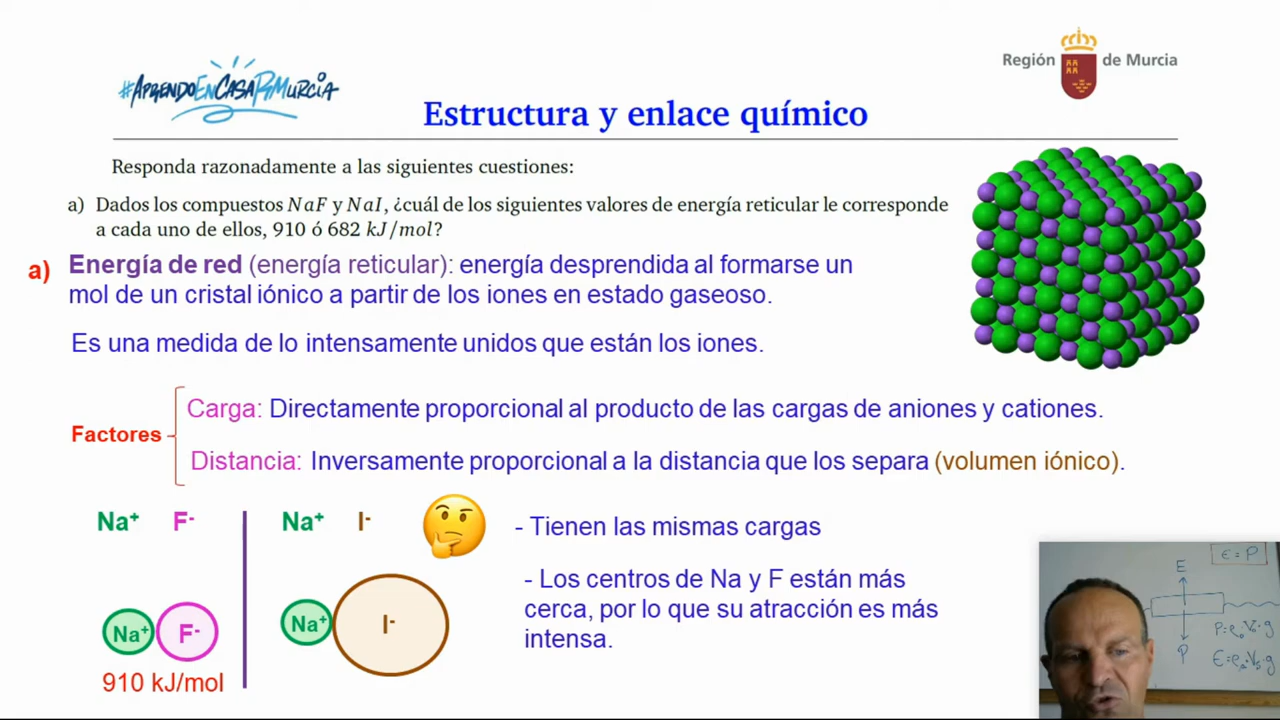 #APRENDOENCASARMURCIA
Región de Murcia
Estructura y enlace químico
Responda razonadamente a las siguientes cuestiones:
a) Dados los compuestos NaF y NaI, ¿cuál de los siguientes valores de energía reticular le corresponde
a cada uno de ellos, 910 ó 682 kJ/mol?
a) Energía de red (energía reticular): energía desprendida al formarse un
mol de un cristal iónico a partir de los iones en estado gaseoso.
Es una medida de lo intensamente unidos que están los iones.
Carga: Directamente proporcional al producto de las cargas de aniones y cationes.
Factores
Distancia: Inversamente proporcional a la distancia que los separa (volumen iónico).
Na⁺ F⁻ Na⁺ I⁻
- Tienen las mismas cargas
- Los centros de Na y F están más
cerca, por lo que su atracción es más
intensa.
Na⁺ F⁻ Na⁺ I⁻
910 kJ/mol
E = P
E
P